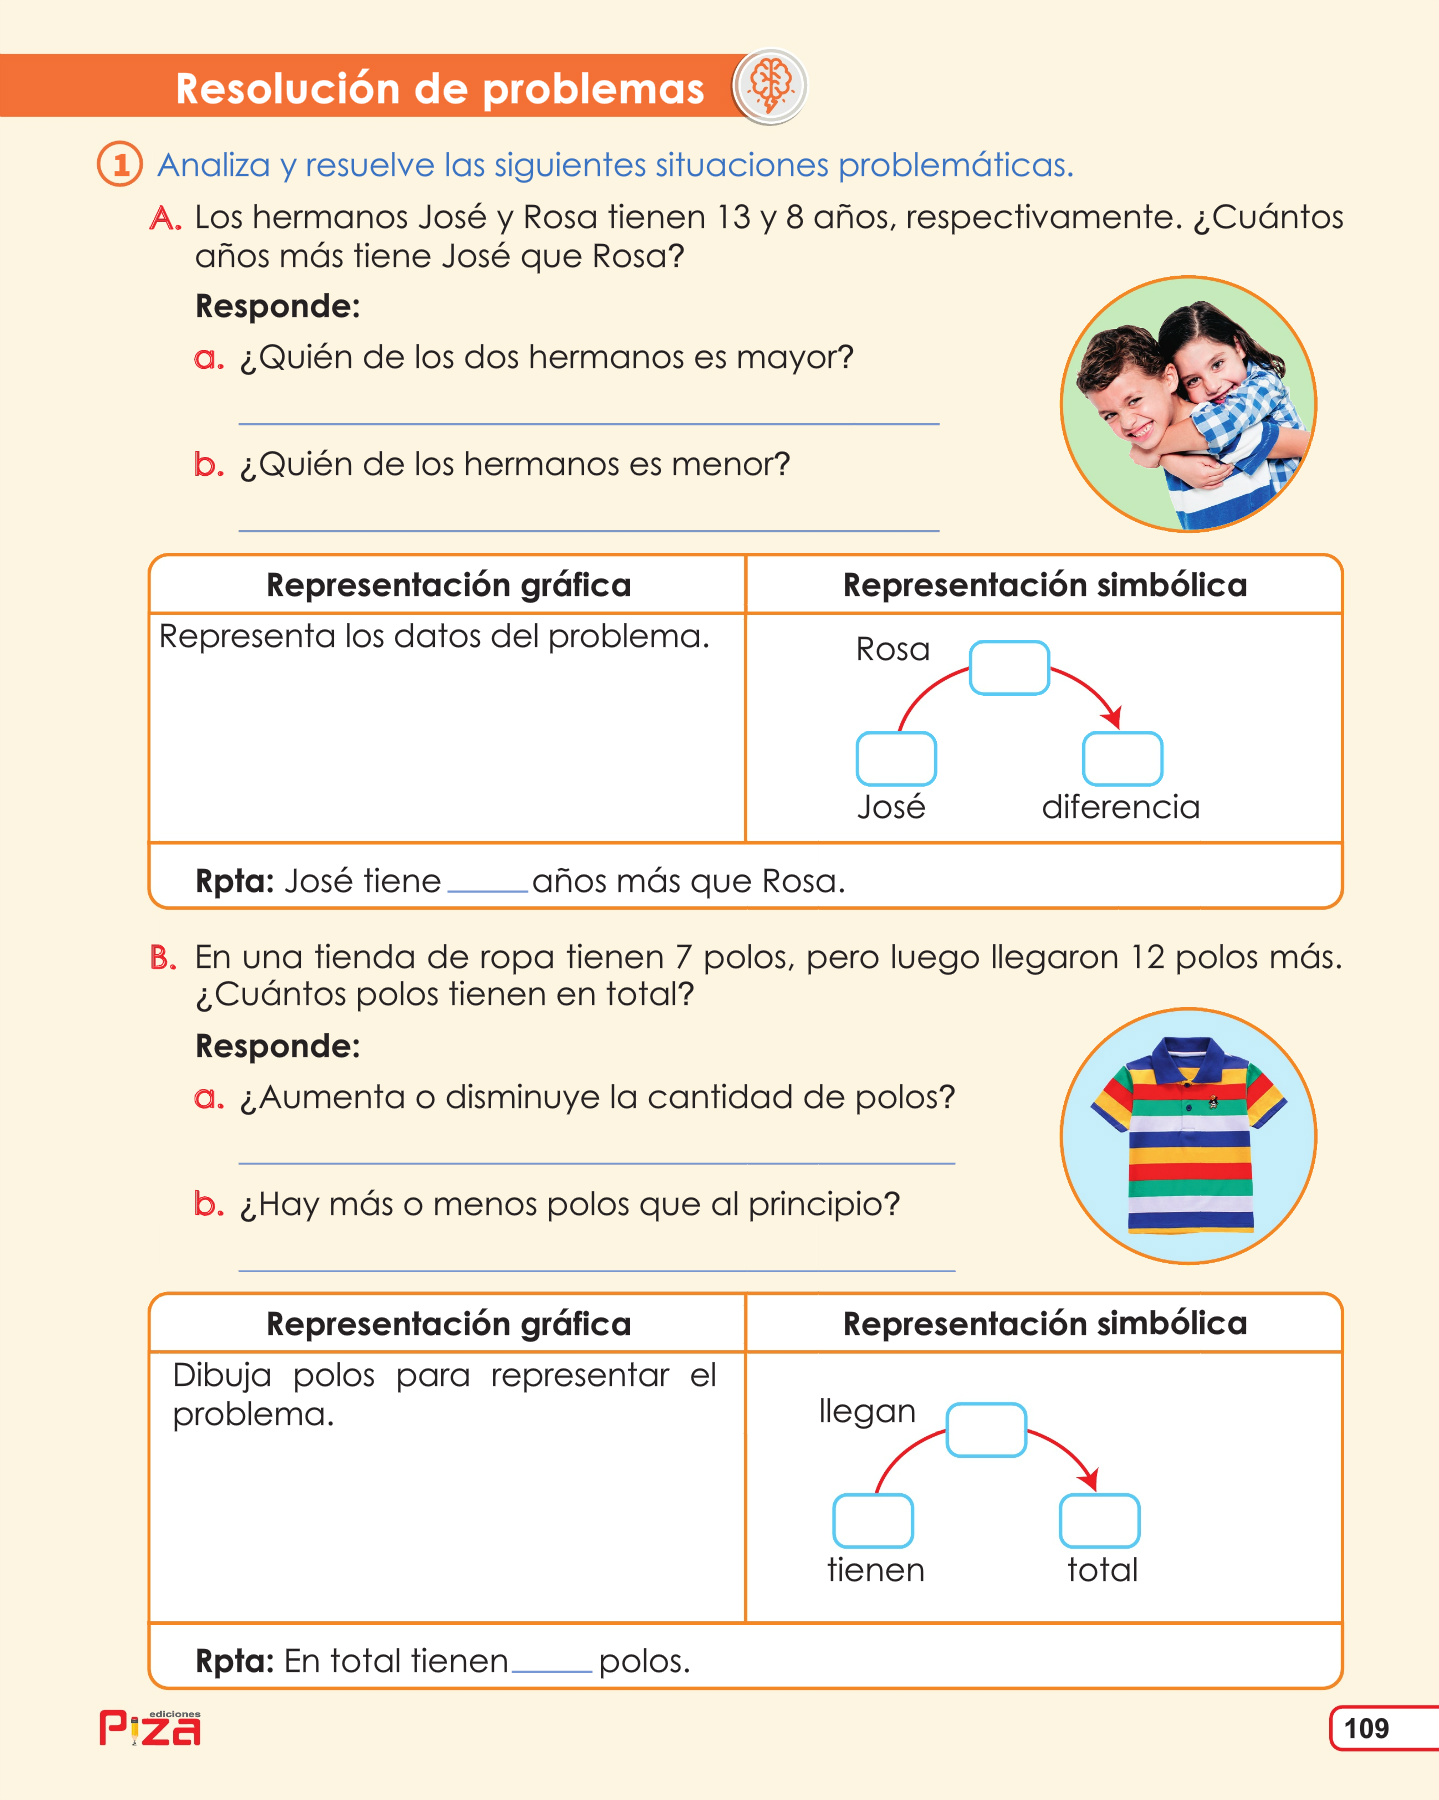 Resolución de problemas
1 Analiza y resuelve las siguientes situaciones problemáticas.
A. Los hermanos José y Rosa tienen 13 y 8 años, respectivamente. ¿Cuántos
años más tiene José que Rosa?
Responde:
a. ¿Quién de los dos hermanos es mayor?
b. ¿Quién de los hermanos es menor?
Representación gráfica
Representación simbólica
Representa los datos del problema.
Rosa
José
diferencia
Rpta: José tiene _____ años más que Rosa.
B. En una tienda de ropa tienen 7 polos, pero luego llegaron 12 polos más.
¿Cuántos polos tienen en total?
Responde:
a. ¿Aumenta o disminuye la cantidad de polos?
b. ¿Hay más o menos polos que al principio?
Representación gráfica
Representación simbólica
Dibuja polos para representar el
problema.
llegan
tienen
total
Rpta: En total tienen _____ polos.
ediciones
Piza
109